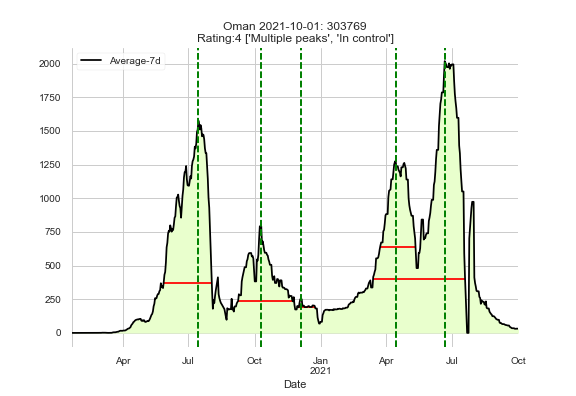 Oman 2021-10-01: 303769
Rating:4 ['Multiple peaks', 'In control']
Average-7d
2000
1750
1500
1250
1000
750
500
250
0
Apr Jul Oct Jan Apr Jul Oct
2021
Date